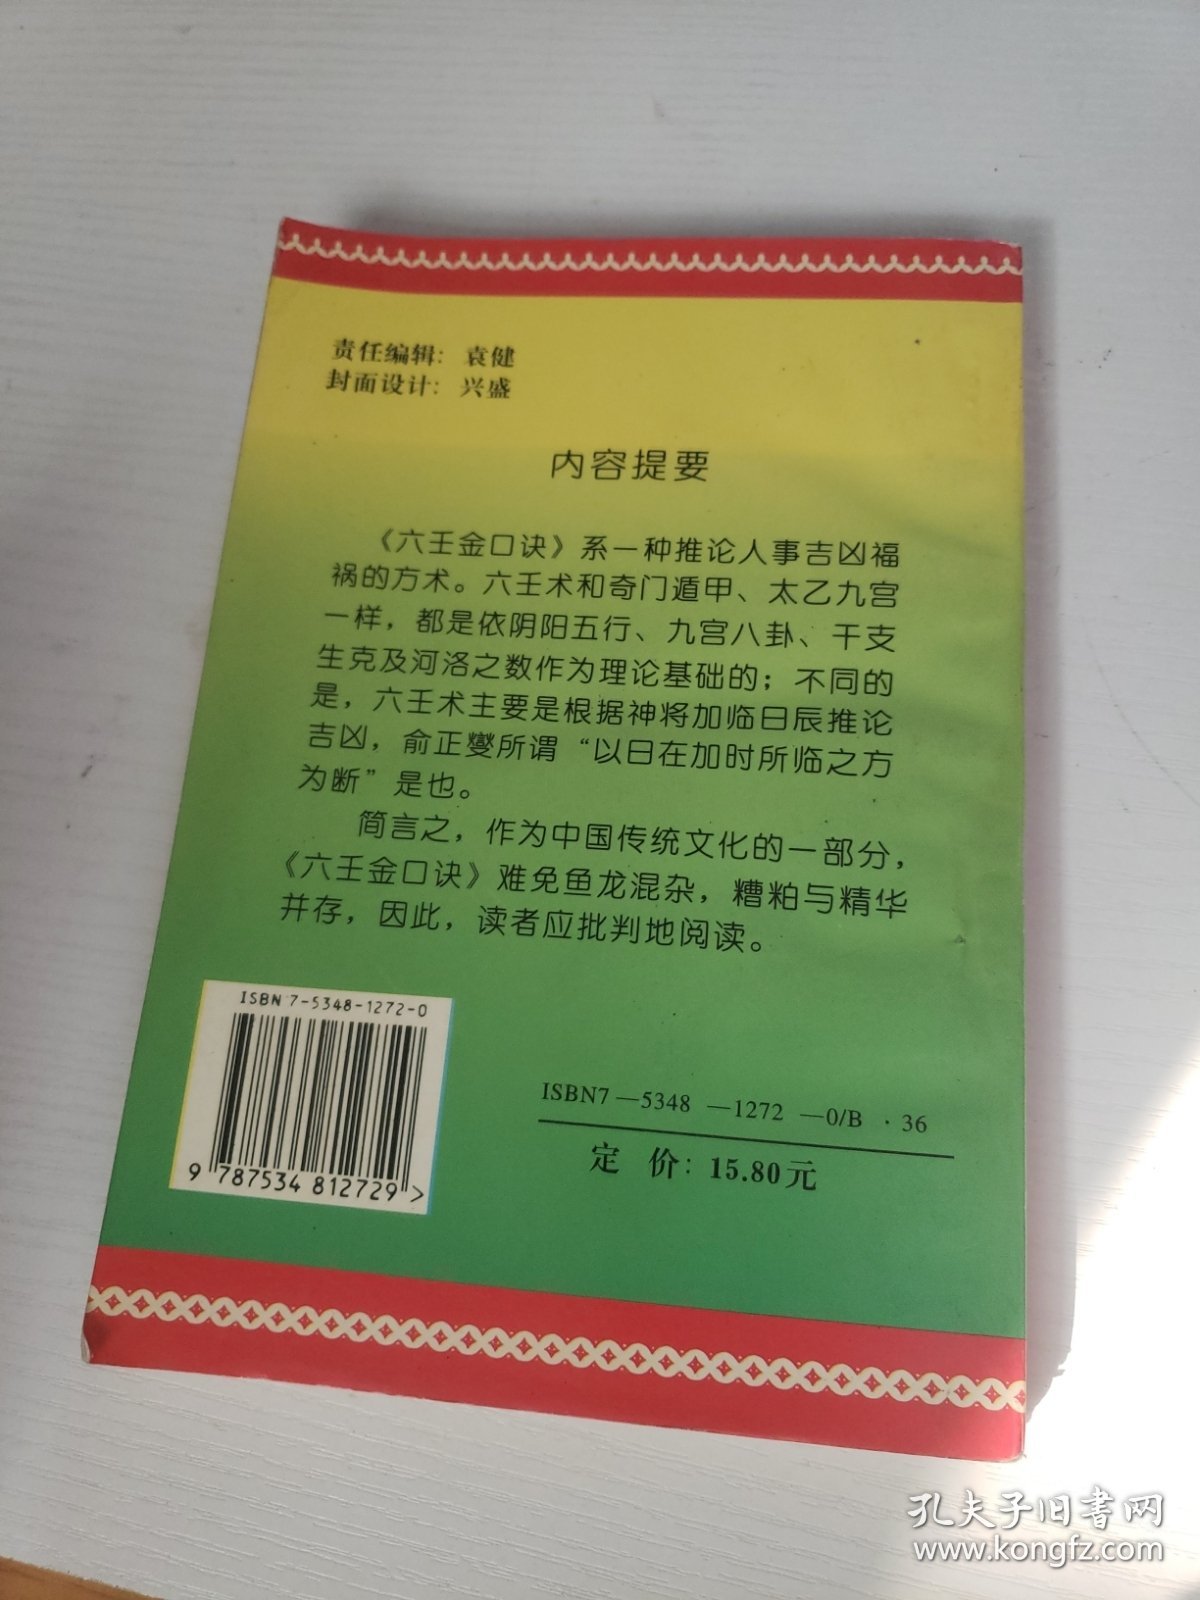 责任编辑：袁健
封面设计：兴盛
内容提要
《六壬金口诀》系一种推论人事吉凶福
祸的方术。六壬术和奇门遁甲、太乙九宫
一样，都是依阴阳五行、九宫八卦、干支
生克及河洛之数作为理论基础的；不同的
是，六壬术主要是根据神将加临日辰推论
吉凶，俞正燮所谓“以日在加时所临之方
为断”是也。
简言之，作为中国传统文化的一部分，
《六壬金口诀》难免鱼龙混杂，糟粕与精华
并存，因此，读者应批判地阅读。
ISBN 7-5348-1272-0
9 787534 812729 >
ISBN7—5348—1272—0/B·36
定 价：15.80元
孔夫子旧书网
www.kongfz.com